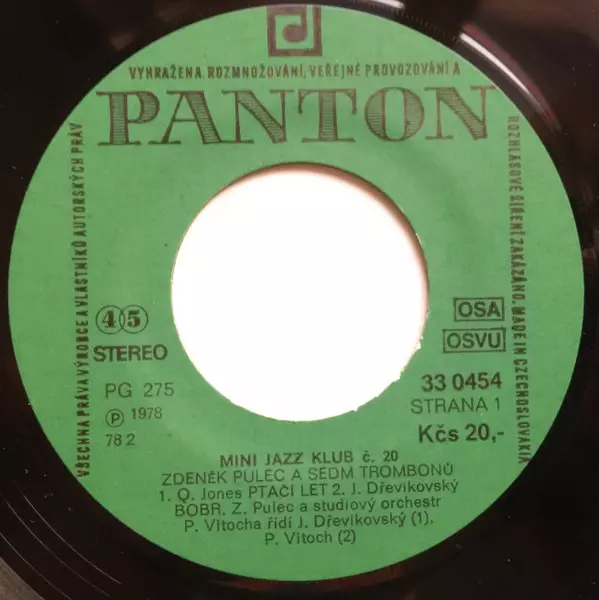 VŠECHNA PRÁVA VÝROBCE A VLASTNÍKŮ AUTORSKÝCH PRÁV
VYHRAŽENA. ROZMNOŽOVÁNÍ, VEŘEJNÉ PROVOZOVÁNÍ A
ROZHLASOVÉ ŠÍŘENÍ ZAKÁZÁNO. MADE IN CZECHOSLOVAKIA
PANTON
45
STEREO
PG 275
Ⓟ 1978
78 2
OSA
OSVU
33 0454
STRANA 1
Kčs 20,-
MINI JAZZ KLUB č. 20
ZDENĚK PULEC A SEDM TROMBONŮ
1. Q. Jones PTAČÍ LET 2. J. Dřevikovský
BOBR. Z. Pulec a studiový orchestr
P. Vitocha řídí J. Dřevikovský (1),
P. Vitoch (2)